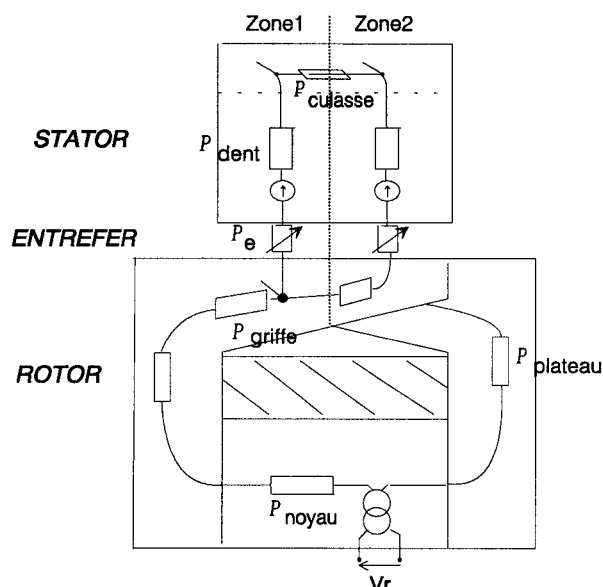 Zone1 Zone2
P culasse
STATOR
P dent
ENTREFER
P e
P griffe
P plateau
ROTOR
P noyau
Vr